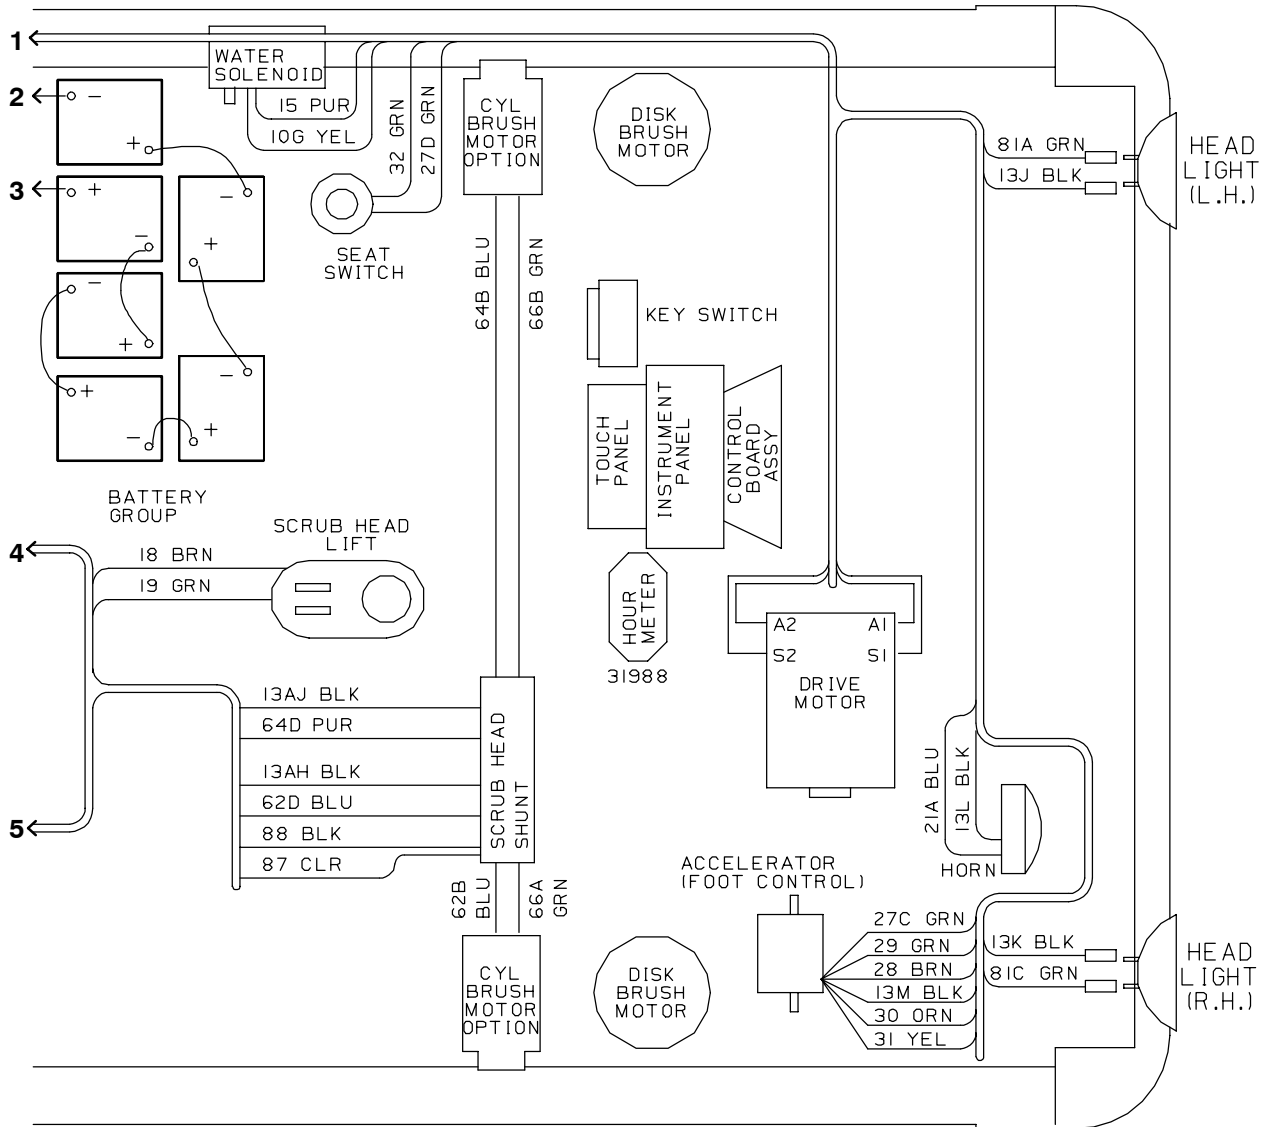 1
WATER
SOLENOID
2
−
+
15 PUR
10G YEL
32 GRN
27D GRN
CYL
BRUSH
MOTOR
OPTION
DISK
BRUSH
MOTOR
81A GRN
13J BLK
HEAD
LIGHT
(L.H.)
3
+
−
−
+
SEAT
SWITCH
64B BLU
66B GRN
−
+
KEY SWITCH
+
−
−
+
TOUCH
PANEL
INSTRUMENT
PANEL
CONTROL
BOARD
ASSY
BATTERY
GROUP
SCRUB HEAD
LIFT
4
18 BRN
19 GRN
HOUR
METER
31988
A2
A1
S2
S1
DRIVE
MOTOR
13AJ BLK
64D PUR
13AH BLK
62D BLU
88 BLK
87 CLR
SCRUB HEAD
SHUNT
5
21A BLU
13L BLK
HORN
62B
BLU
66A
GRN
ACCELERATOR
(FOOT CONTROL)
27C GRN
29 GRN
28 BRN
13M BLK
30 ORN
31 YEL
13K BLK
81C GRN
HEAD
LIGHT
(R.H.)
CYL
BRUSH
MOTOR
OPTION
DISK
BRUSH
MOTOR